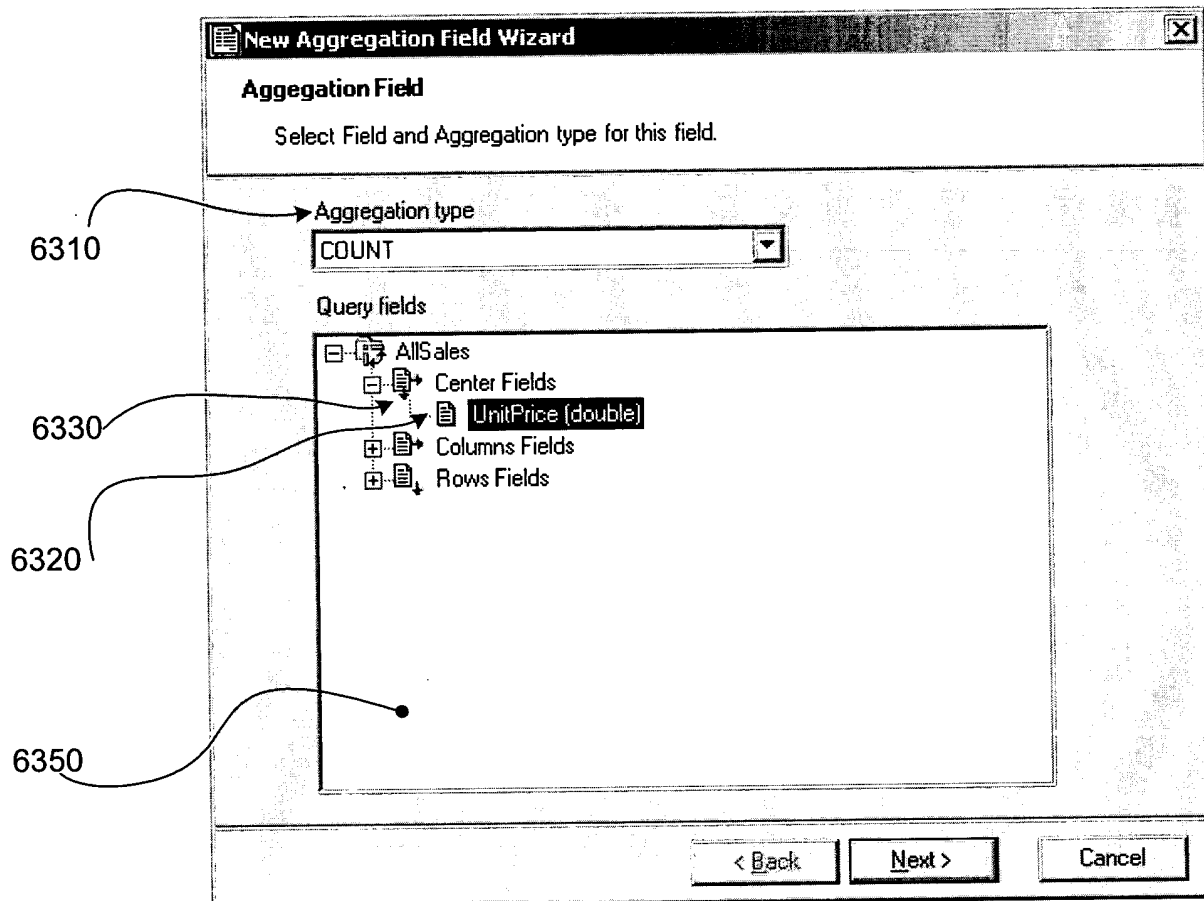 New Aggregation Field Wizard
Aggegation Field
Select Field and Aggregation type for this field.
6310
Aggregation type
COUNT
Query fields
AllSales
Center Fields
6330
UnitPrice (double)
Columns Fields
Rows Fields
6320
6350
< Back
Next >
Cancel